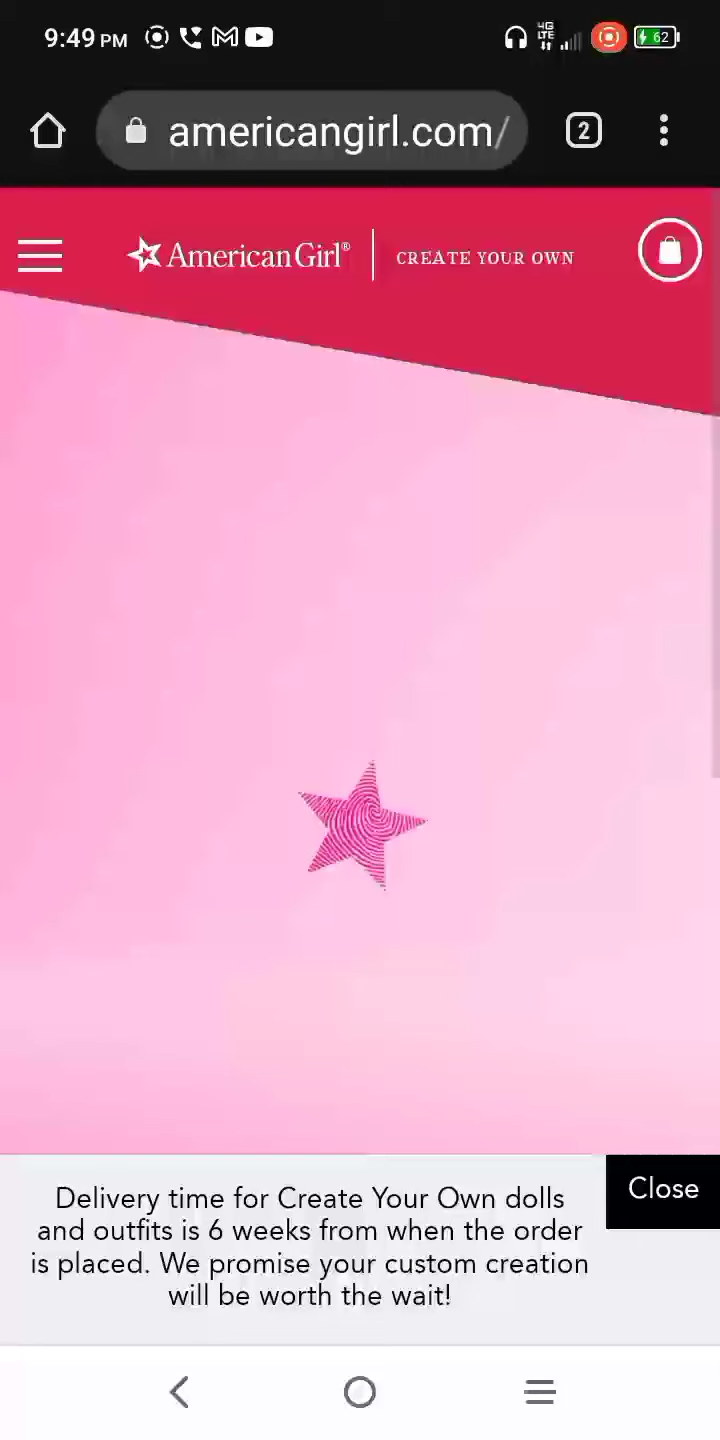 9:49 PM
4G
LTE
62
americangirl.com/
2
American Girl® | CREATE YOUR OWN
Delivery time for Create Your Own dolls
and outfits is 6 weeks from when the order
is placed. We promise your custom creation
will be worth the wait!
Close